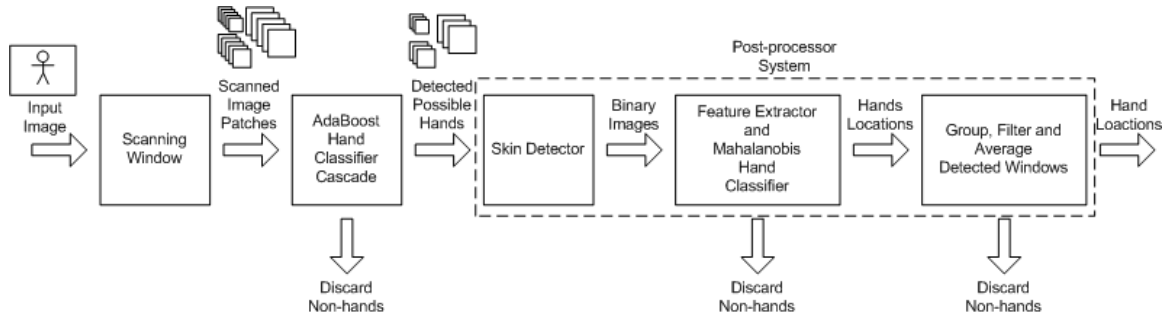 Post-processor
System
Input
Image
Scanning
Window
Scanned
Image
Patches
AdaBoost
Hand
Classifier
Cascade
Discard
Non-hands
Detected
Possible
Hands
Skin Detector
Binary
Images
Feature Extractor
and
Mahalanobis
Hand
Classifier
Discard
Non-hands
Hands
Locations
Group, Filter and
Average
Detected Windows
Discard
Non-hands
Hand
Loactions